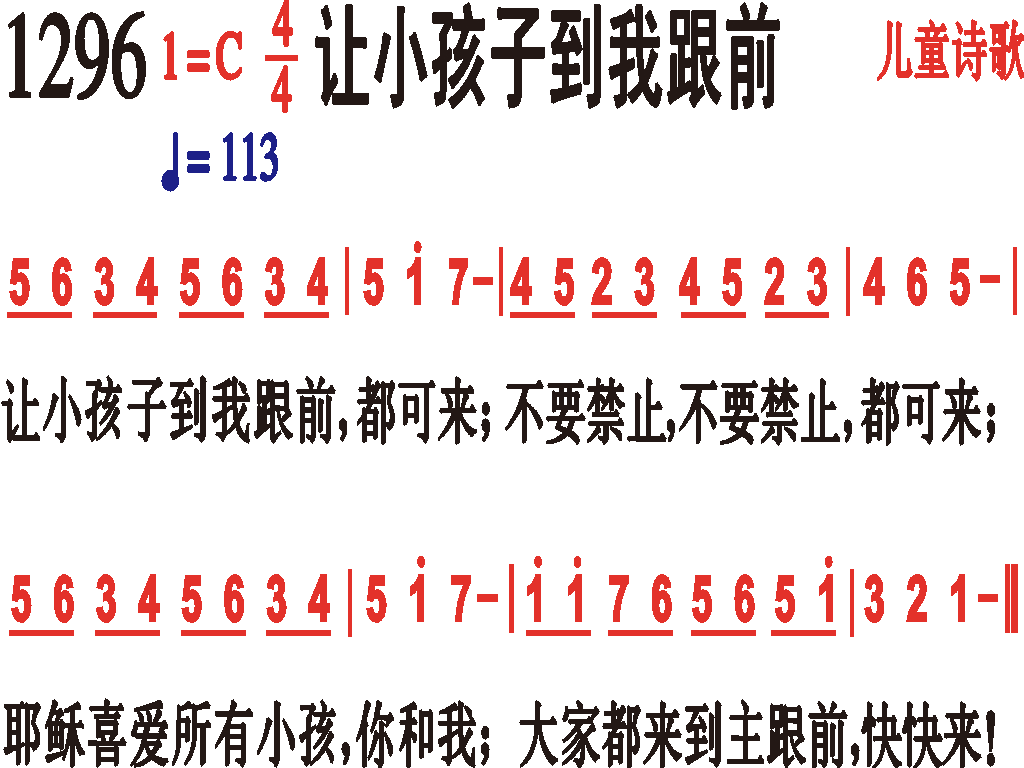 1296 1=C 4/4 让小孩子到我跟前 儿童诗歌
♩= 113
5 6 3 4 5 6 3 4 | 5 i 7 – | 4 5 2 3 4 5 2 3 | 4 6 5 – |
让小孩子到我跟前,都可来;不要禁止,不要禁止,都可来;
5 6 3 4 5 6 3 4 | 5 i 7 – | i i 7 6 5 6 5 i | 3 2 1 – ‖
耶稣喜爱所有小孩,你和我;大家都来到主跟前,快快来!